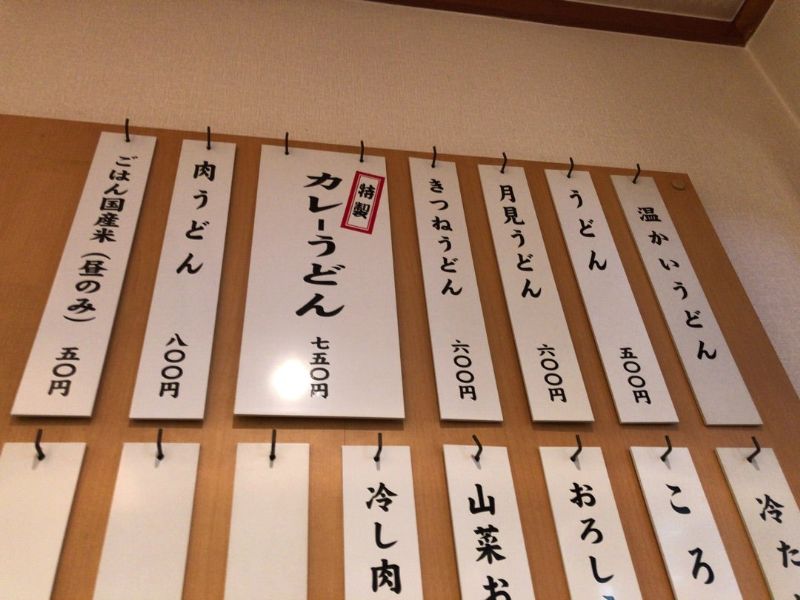 温かいうどん
うどん 五〇〇円
月見うどん 六〇〇円
きつねうどん 六〇〇円
特製
カレーうどん 七五〇円
肉うどん 八〇〇円
ごはん国産米(昼のみ) 五〇円
冷た
ころ
おろし
山菜お
冷し肉